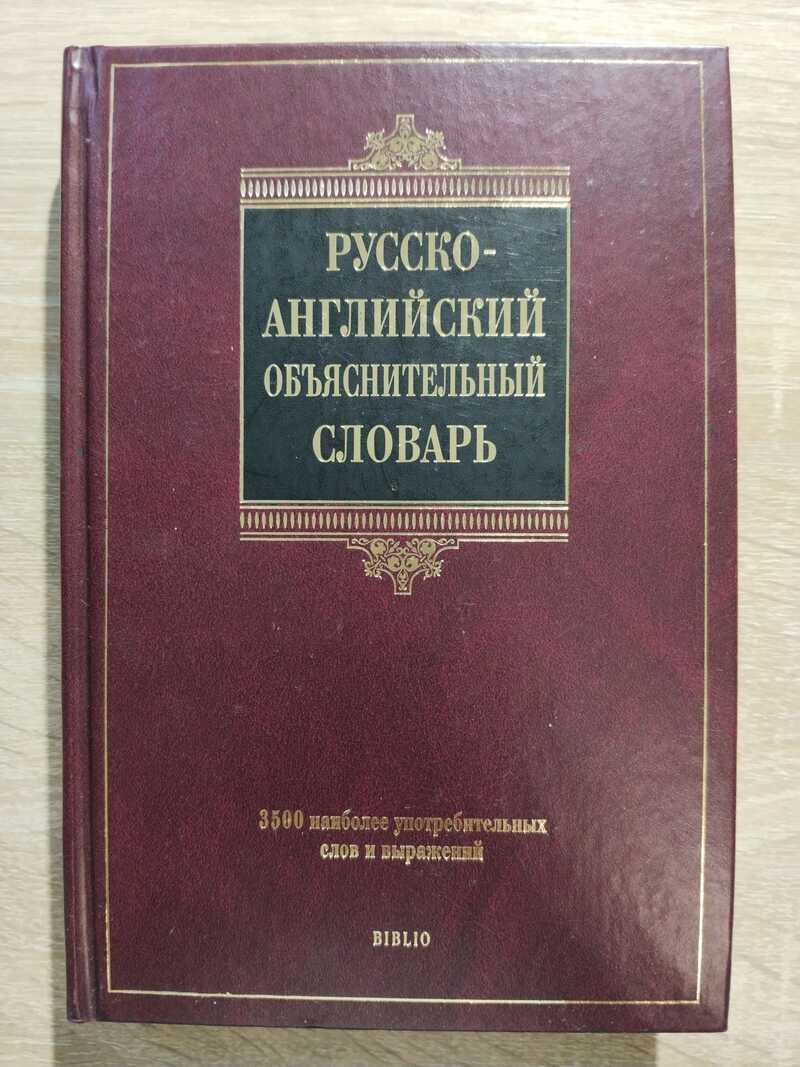 РУССКО-
АНГЛИЙСКИЙ
ОБЪЯСНИТЕЛЬНЫЙ
СЛОВАРЬ
3500 наиболее употребительных
слов и выражений
BIBLIO